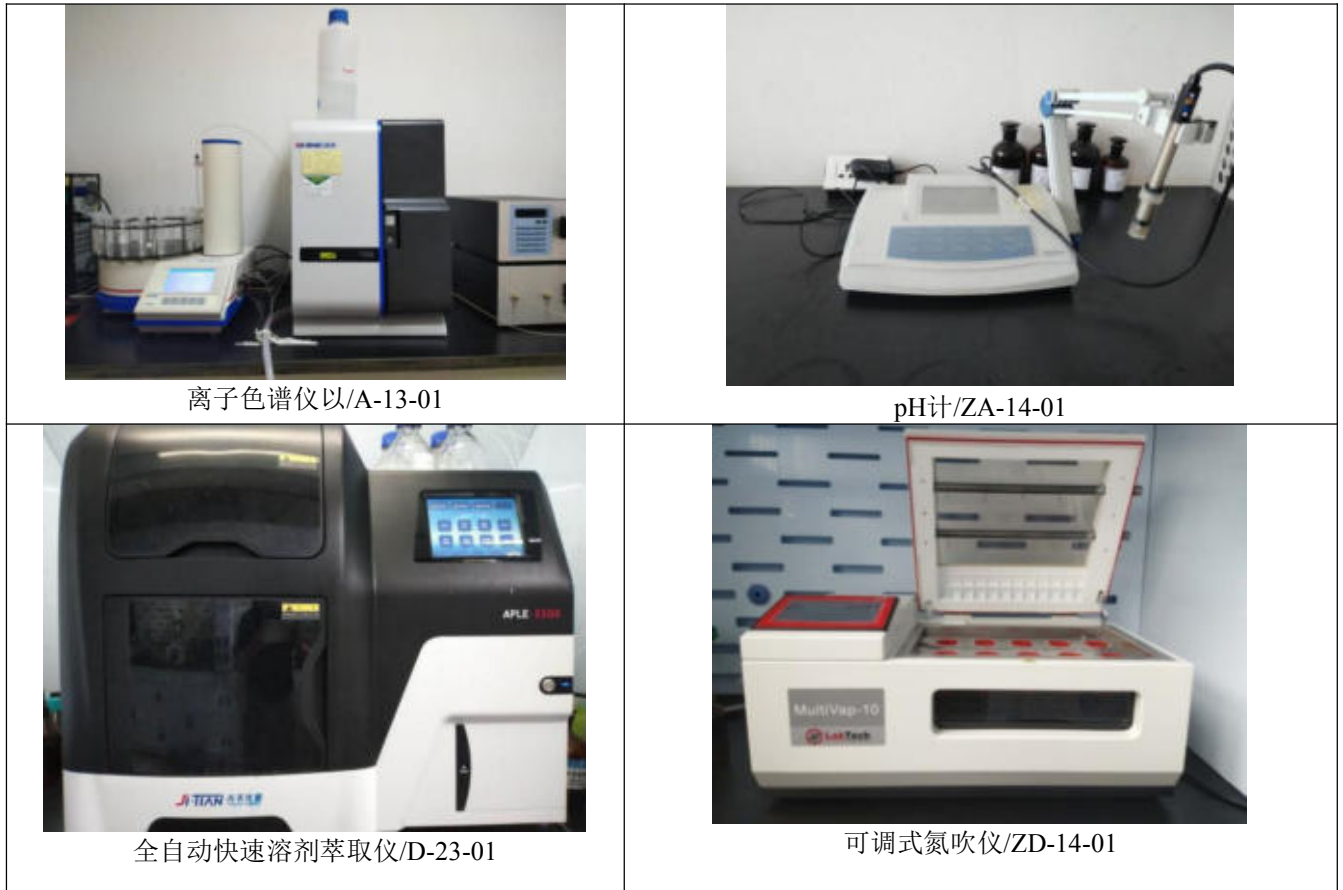 离子色谱仪以/A-13-01
pH计/ZA-14-01
APLE
JI-TIAN
全自动快速溶剂萃取仪/D-23-01
MultiVap-10
LabTech
可调式氮吹仪/ZD-14-01